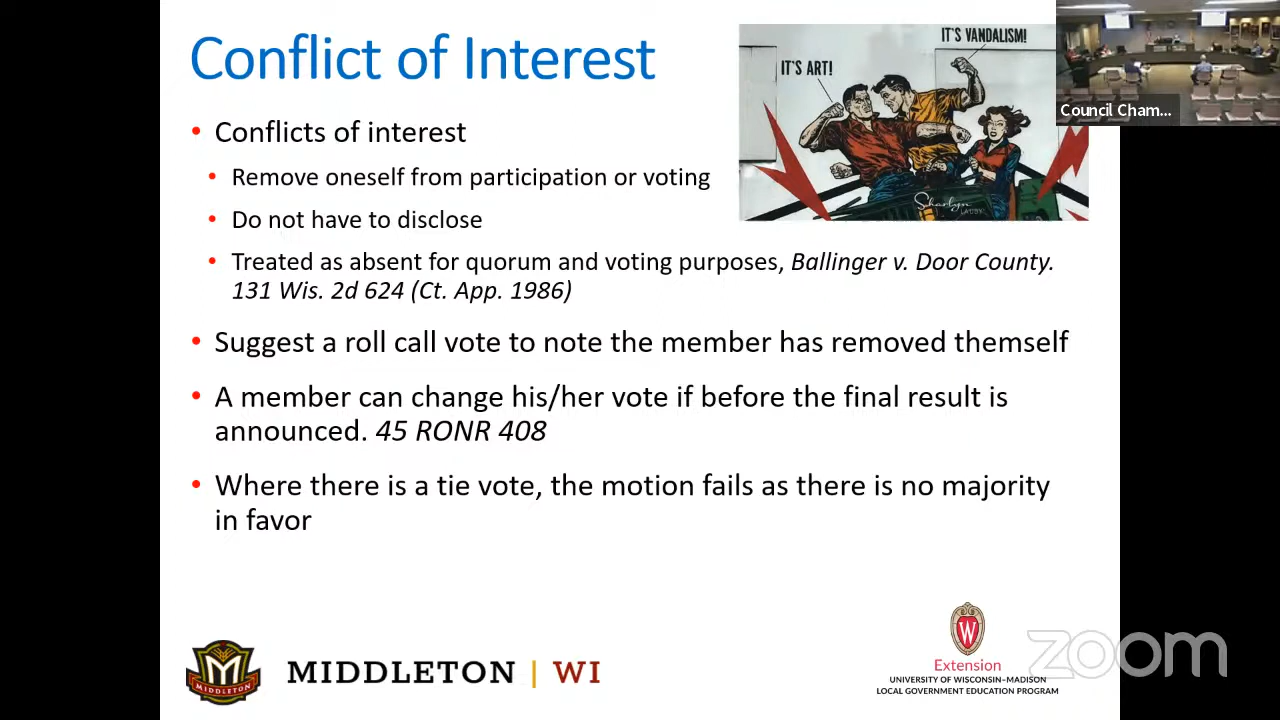 Conflict of Interest
IT'S ART!
IT'S VANDALISM!
Council Cham...
• Conflicts of interest
• Remove oneself from participation or voting
• Do not have to disclose
• Treated as absent for quorum and voting purposes, Ballinger v. Door County.
131 Wis. 2d 624 (Ct. App. 1986)
Sharlyn
• Suggest a roll call vote to note the member has removed themself
• A member can change his/her vote if before the final result is
announced. 45 RONR 408
• Where there is a tie vote, the motion fails as there is no majority
in favor
M
MIDDLETON
MIDDLETON | WI
W
Extension
UNIVERSITY OF WISCONSIN–MADISON
LOCAL GOVERNMENT EDUCATION PROGRAM
zoom